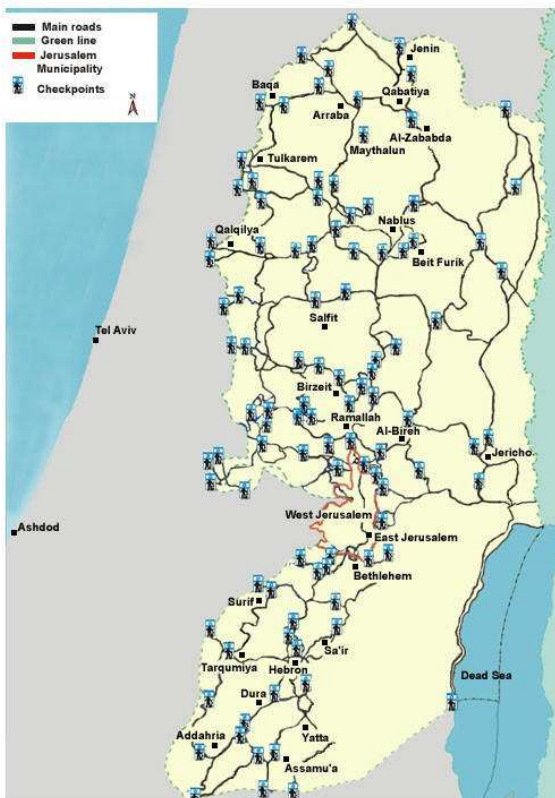 Main roads
Green line
Jerusalem
Municipality
Checkpoints
N
Jenin
Baqa
Qabatiya
Arraba
Al-Zababda
Maythalun
Tulkarem
Nablus
Qalqilya
Beit Furik
Salfit
Tel Aviv
Birzeit
Ramallah
Al-Bireh
Jericho
West Jerusalem
Ashdod
East Jerusalem
Bethlehem
Surif
Sa'ir
Tarqumiya
Hebron
Dead Sea
Dura
Yatta
Addahria
Assamu'a